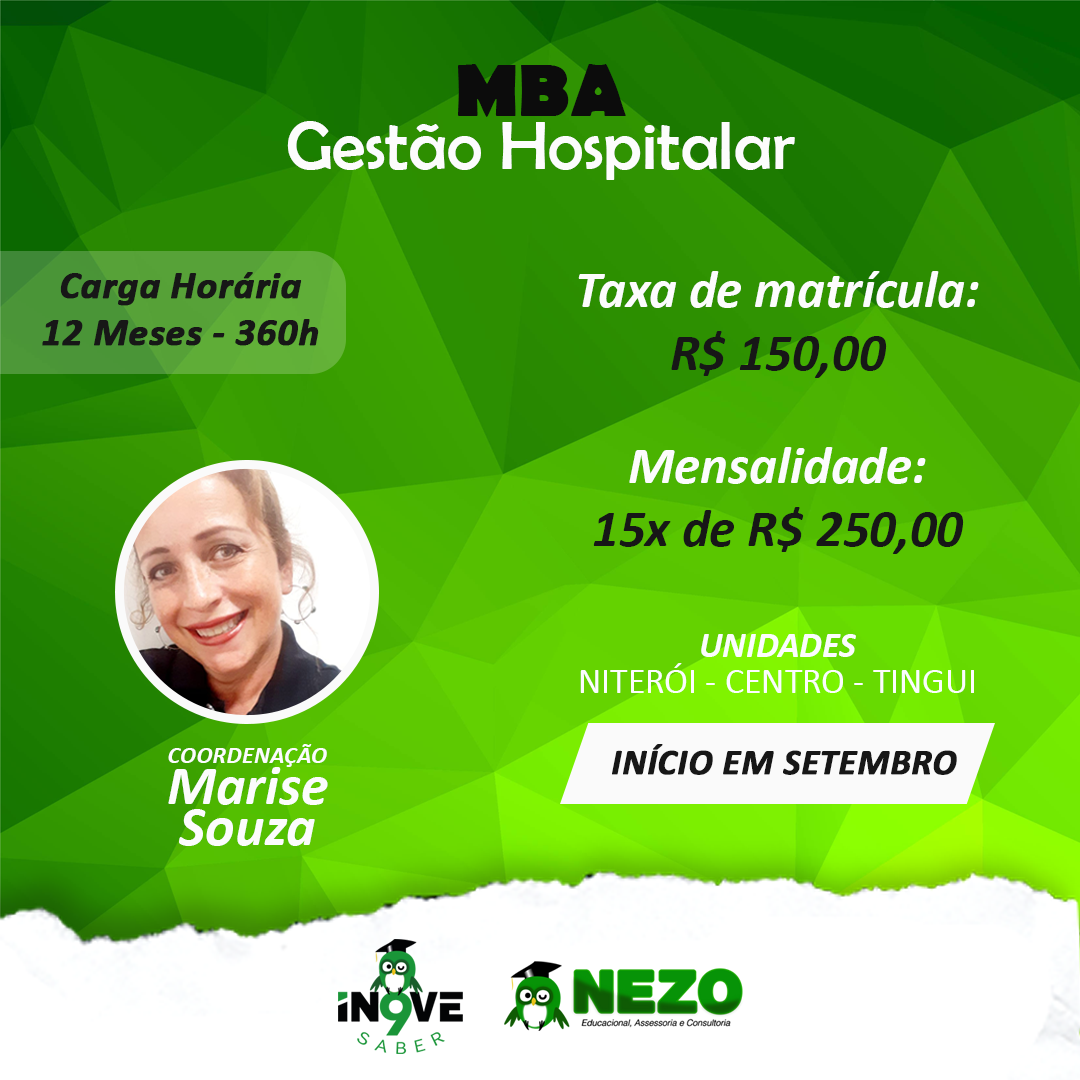 MBA
Gestão Hospitalar
Carga Horária
12 Meses - 360h
Taxa de matrícula:
R$ 150,00
Mensalidade:
15x de R$ 250,00
UNIDADES
NITERÓI - CENTRO - TINGUI
INÍCIO EM SETEMBRO
COORDENAÇÃO
Marise
Souza
iN9VE
SABER
NEZO
Educacional, Assessoria e Consultoria